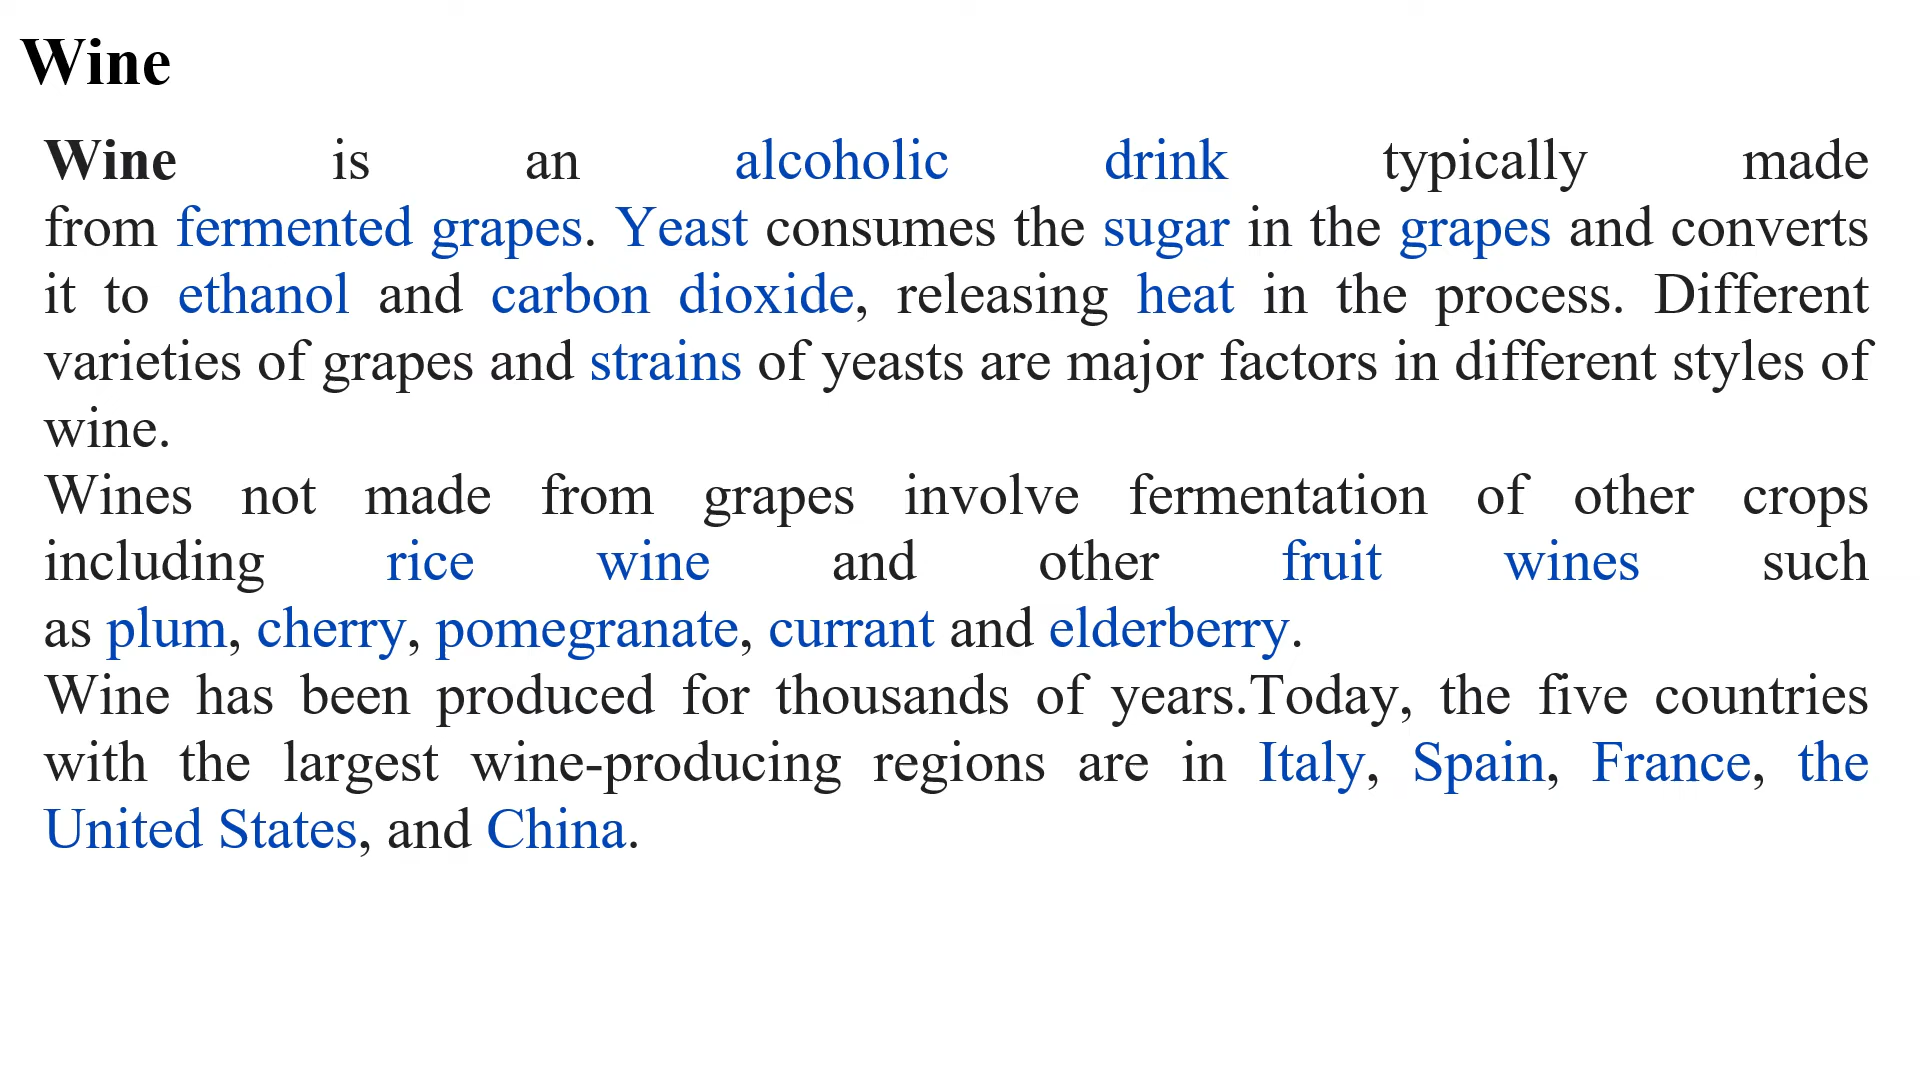 Wine
Wine is an alcoholic drink typically made
from fermented grapes. Yeast consumes the sugar in the grapes and converts
it to ethanol and carbon dioxide, releasing heat in the process. Different
varieties of grapes and strains of yeasts are major factors in different styles of
wine.
Wines not made from grapes involve fermentation of other crops
including rice wine and other fruit wines such
as plum, cherry, pomegranate, currant and elderberry.
Wine has been produced for thousands of years.Today, the five countries
with the largest wine-producing regions are in Italy, Spain, France, the
United States, and China.